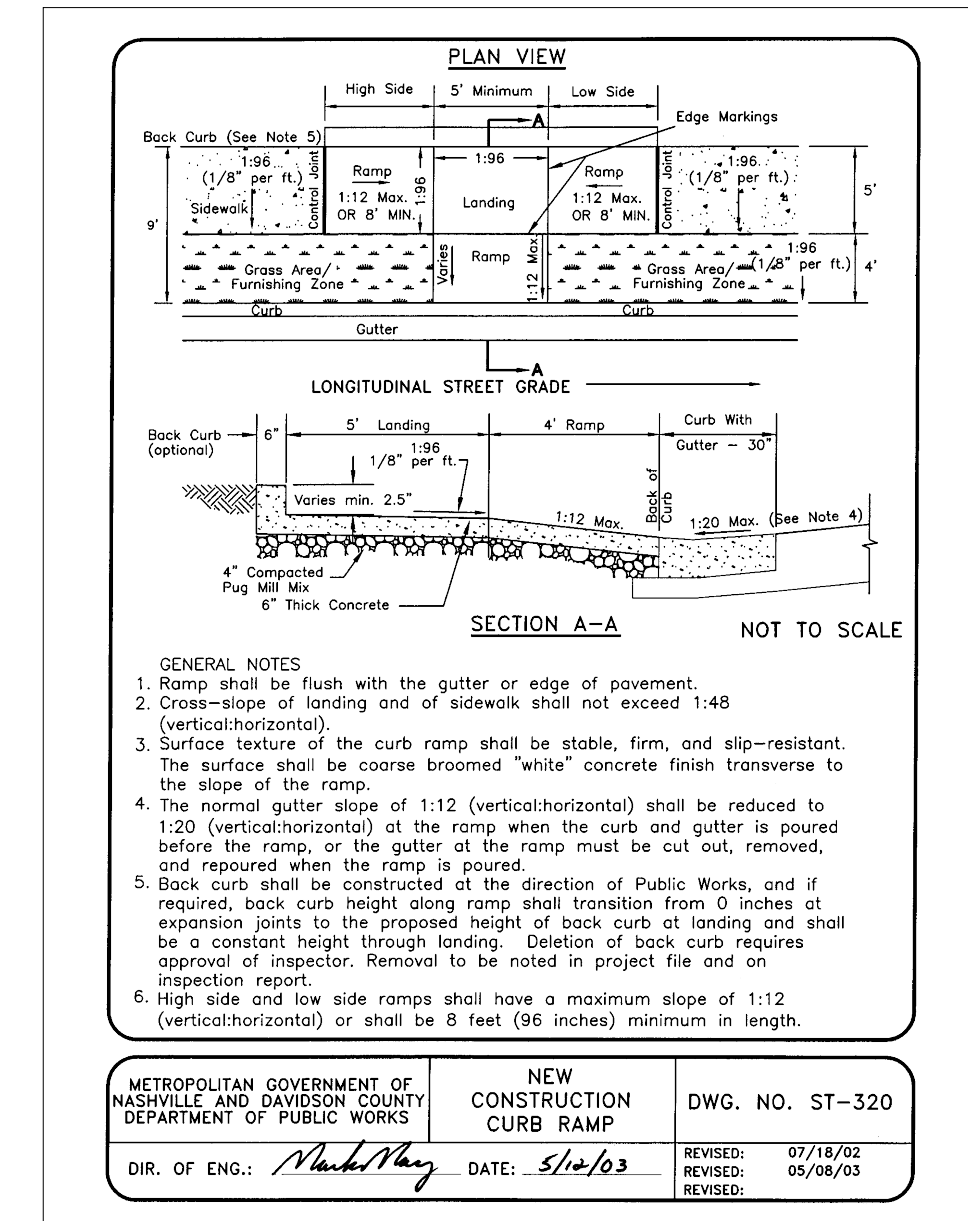 PLAN VIEW
High Side
5' Minimum
Low Side
A
Edge Markings
Back Curb (See Note 5)
1:96
(1/8" per ft.)
Sidewalk
Control Joint
Ramp
1:12 Max.
OR 8' MIN.
1:96
1:96
Landing
Ramp
1:12 Max.
OR 8' MIN.
Control Joint
1:96
(1/8" per ft.)
5'
9'
Grass Area/
Furnishing Zone
Varies
Ramp
1:12 Max.
Grass Area/
Furnishing Zone
1:96
(1/8" per ft.)
4'
Curb
Curb
Gutter
A
LONGITUDINAL STREET GRADE
Back Curb
(optional)
6"
5' Landing
4' Ramp
Curb With
Gutter – 30"
1:96
1/8" per ft.
Varies min. 2.5"
1:12 Max.
Back of
Curb
1:20 Max. (See Note 4)
4" Compacted
Pug Mill Mix
6" Thick Concrete
SECTION A–A
NOT TO SCALE
GENERAL NOTES
1. Ramp shall be flush with the gutter or edge of pavement.
2. Cross–slope of landing and of sidewalk shall not exceed 1:48
(vertical:horizontal).
3. Surface texture of the curb ramp shall be stable, firm, and slip–resistant.
The surface shall be coarse broomed "white" concrete finish transverse to
the slope of the ramp.
4. The normal gutter slope of 1:12 (vertical:horizontal) shall be reduced to
1:20 (vertical:horizontal) at the ramp when the curb and gutter is poured
before the ramp, or the gutter at the ramp must be cut out, removed,
and repoured when the ramp is poured.
5. Back curb shall be constructed at the direction of Public Works, and if
required, back curb height along ramp shall transition from 0 inches at
expansion joints to the proposed height of back curb at landing and shall
be a constant height through landing. Deletion of back curb requires
approval of inspector. Removal to be noted in project file and on
inspection report.
6. High side and low side ramps shall have a maximum slope of 1:12
(vertical:horizontal) or shall be 8 feet (96 inches) minimum in length.
METROPOLITAN GOVERNMENT OF
NASHVILLE AND DAVIDSON COUNTY
DEPARTMENT OF PUBLIC WORKS
NEW
CONSTRUCTION
CURB RAMP
DWG. NO. ST–320
DIR. OF ENG.:
DATE: 5/12/03
REVISED: 07/18/02
REVISED: 05/08/03
REVISED: